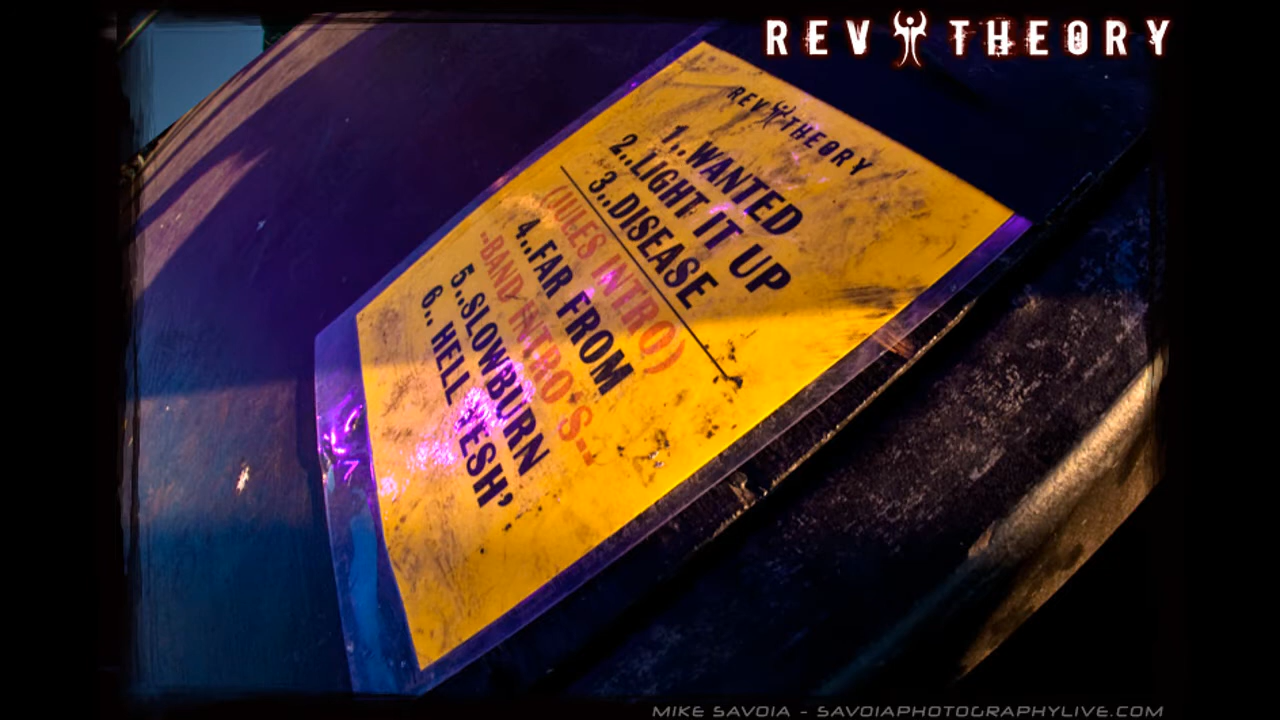 REV THEORY
REV THEORY
1..WANTED
2..LIGHT IT UP
3..DISEASE
(JULES INTRO)
4..FAR FROM
-BAND INTRO'S..
5..SLOWBURN
6.. HELL YESH'
MIKE SAVOIA - SAVOIAPHOTOGRAPHYLIVE.COM